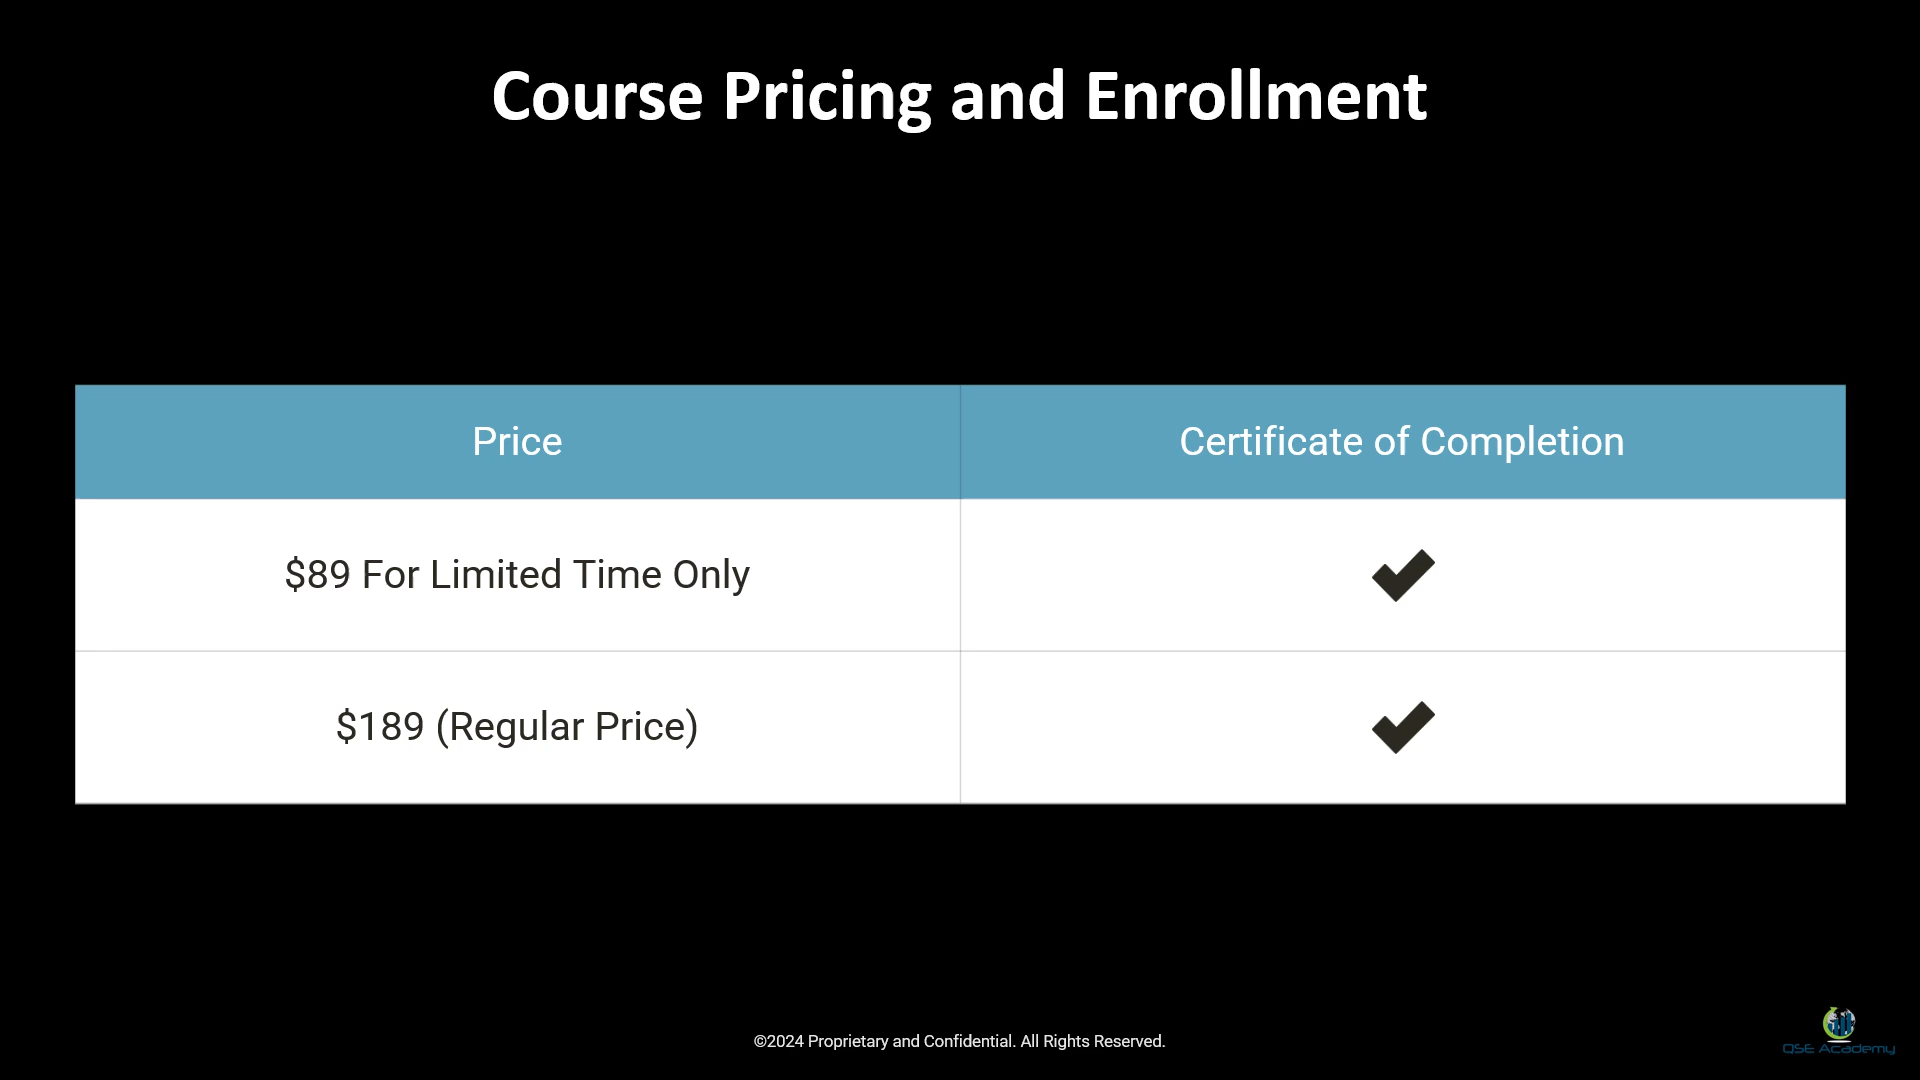 Course Pricing and Enrollment
Price
Certificate of Completion
$89 For Limited Time Only
$189 (Regular Price)
©2024 Proprietary and Confidential. All Rights Reserved.
QSE Academy